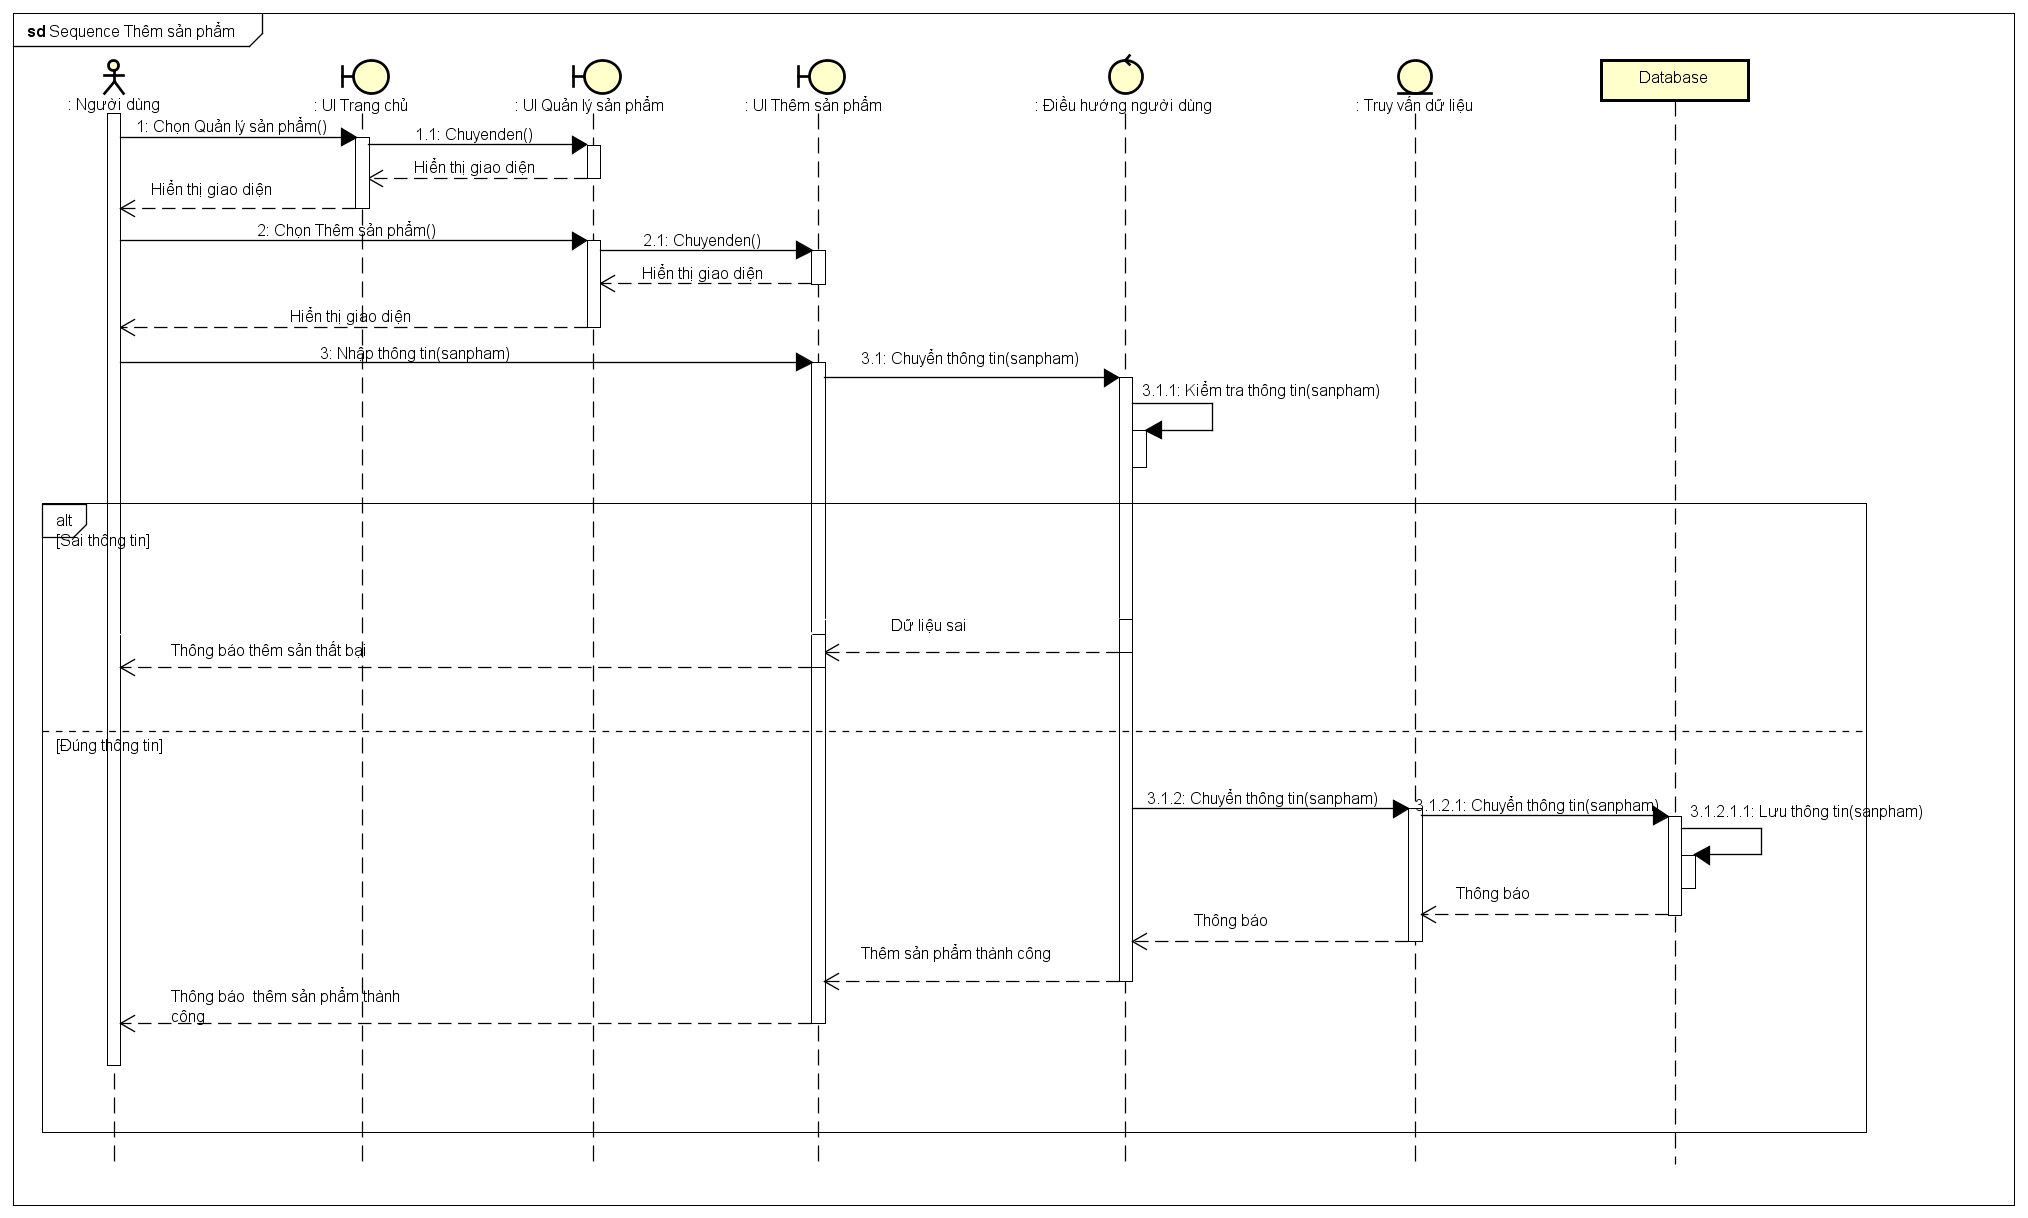 sd Sequence Thêm sản phẩm
: Người dùng
: UI Trang chủ
: UI Quản lý sản phẩm
: UI Thêm sản phẩm
: Điều hướng người dùng
: Truy vấn dữ liệu
Database
1: Chọn Quản lý sản phẩm()
1.1: Chuyenden()
Hiển thị giao diện
Hiển thị giao diện
2: Chọn Thêm sản phẩm()
2.1: Chuyenden()
Hiển thị giao diện
Hiển thị giao diện
3: Nhập thông tin(sanpham)
3.1: Chuyển thông tin(sanpham)
3.1.1: Kiểm tra thông tin(sanpham)
alt
[Sai thông tin]
Dữ liệu sai
Thông báo thêm sản thất bại
[Đúng thông tin]
3.1.2: Chuyển thông tin(sanpham)
3.1.2.1: Chuyển thông tin(sanpham)
3.1.2.1.1: Lưu thông tin(sanpham)
Thông báo
Thông báo
Thêm sản phẩm thành công
Thông báo  thêm sản phẩm thành
công